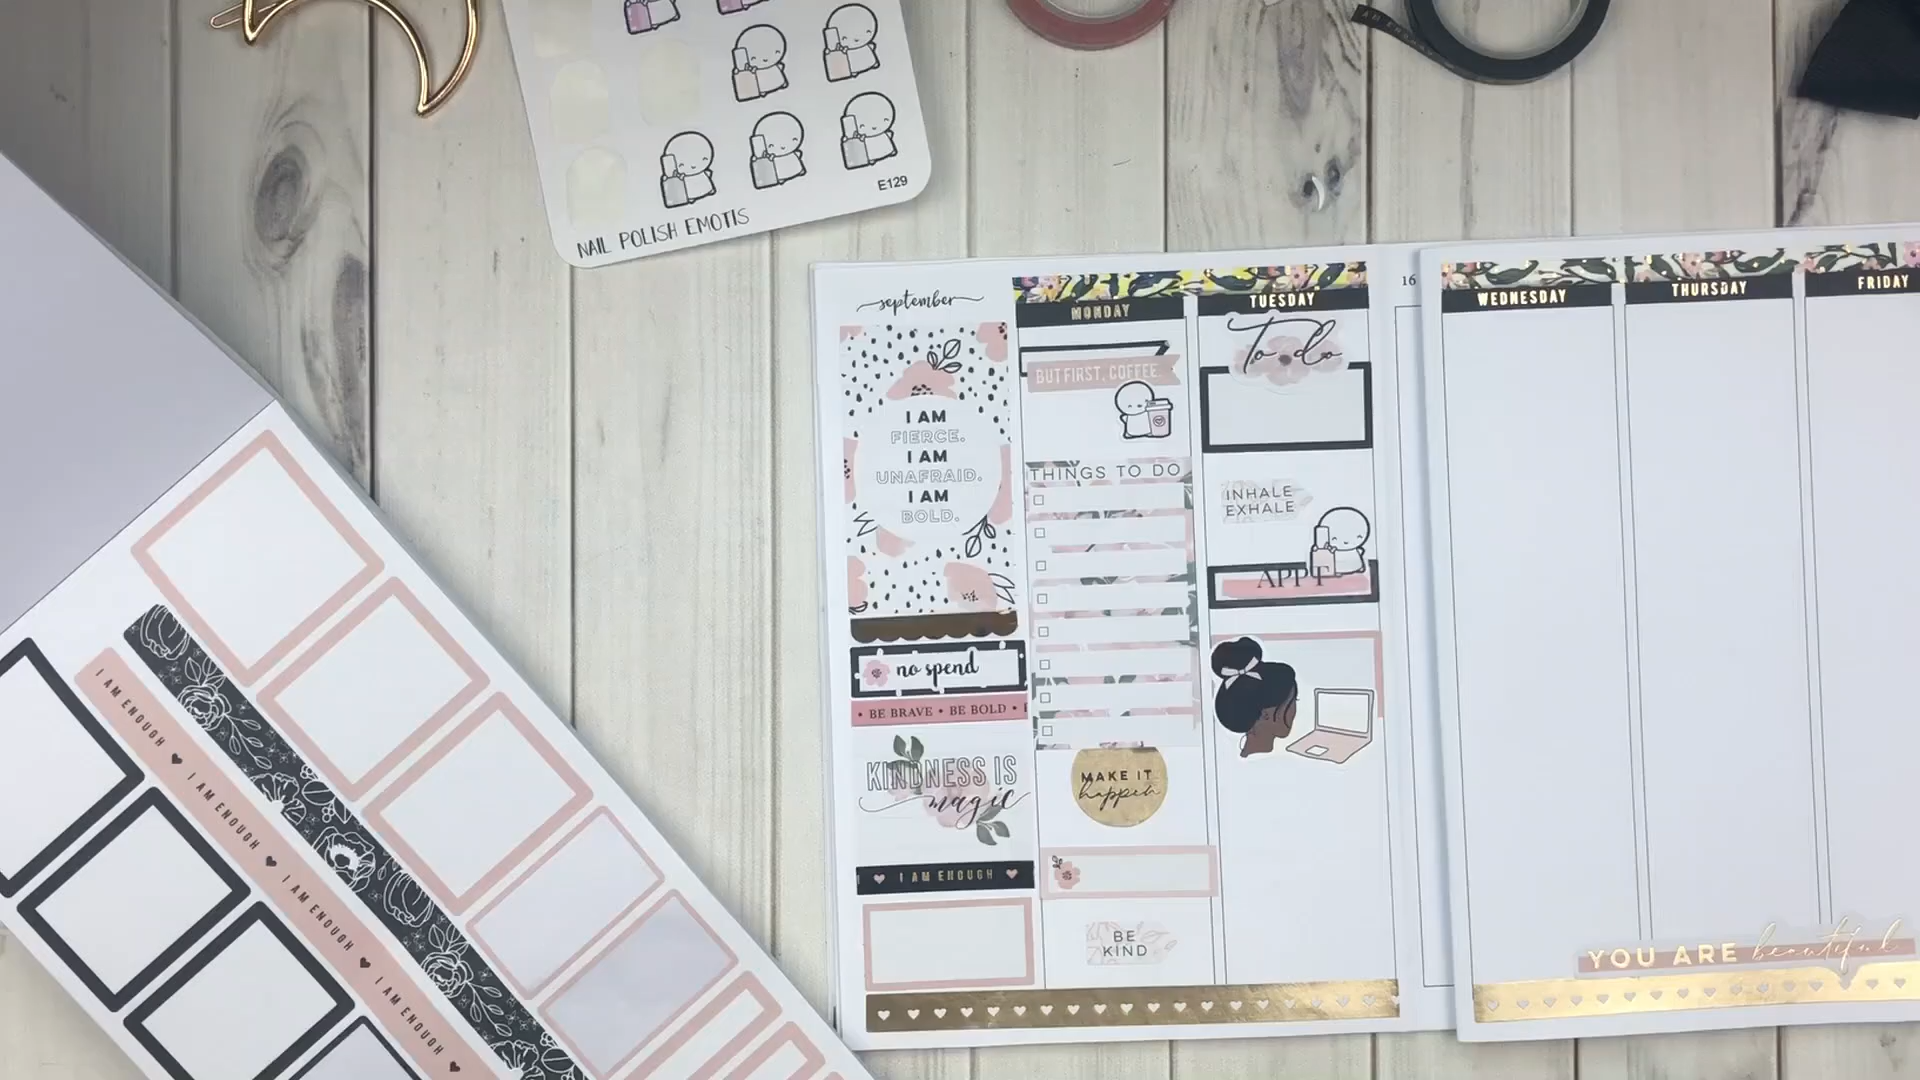 AM ENOUGH
E129
NAIL POLISH EMOTIS
september
I AM
FIERCE.
I AM
UNAFRAID.
I AM
BOLD.
no spend
• BE BRAVE • BE BOLD •
KINDNESS IS
magic
I AM ENOUGH
MONDAY
BUT FIRST, COFFEE.
THINGS TO DO
MAKE IT
happen
BE
KIND
TUESDAY
To do
INHALE
EXHALE
APPT
16
WEDNESDAY
THURSDAY
FRIDAY
YOU ARE beautiful
I AM ENOUGH I AM ENOUGH I AM ENOUGH I AM ENOUGH